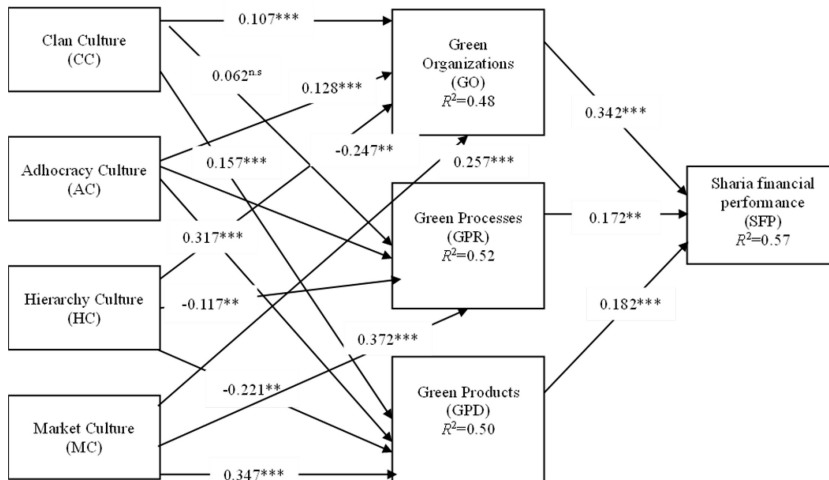 Clan Culture
(CC)
Adhocracy Culture
(AC)
Hierarchy Culture
(HC)
Market Culture
(MC)
0.107***
0.062n.s
0.128***
-0.247**
0.157***
0.257***
0.317***
-0.117**
0.372***
-0.221**
0.347***
Green
Organizations
(GO)
R²=0.48
Green Processes
(GPR)
R²=0.52
Green Products
(GPD)
R²=0.50
0.342***
0.172**
0.182***
Sharia financial
performance
(SFP)
R²=0.57